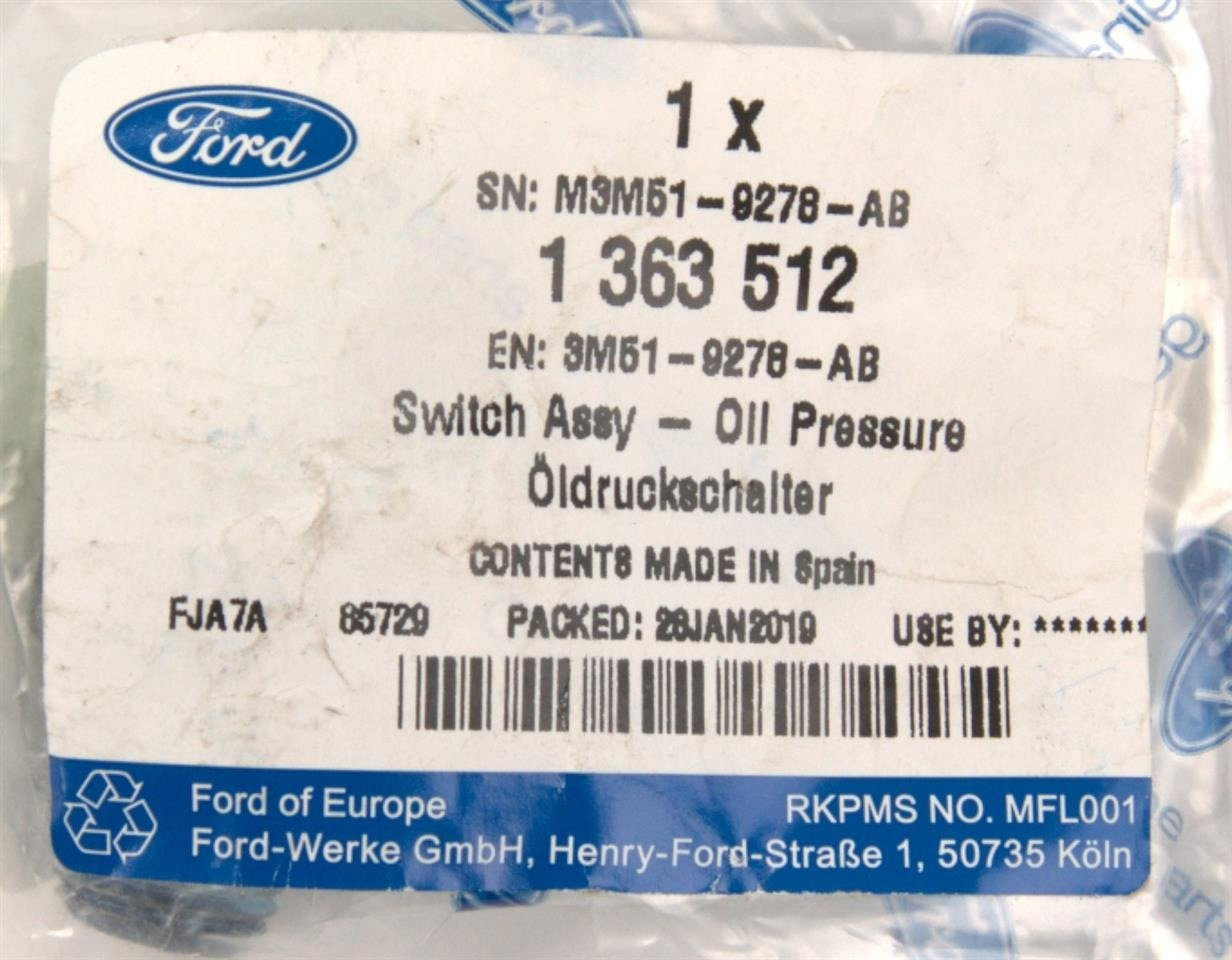 Ford
1 x
SN: M3M51-9278-AB
1 363 512
EN: 3M51-9278-AB
Switch Assy - Oil Pressure
Öldruckschalter
CONTENTS MADE IN Spain
FJA7A 85729 PACKED: 28JAN2019 USE BY: *******
Ford of Europe RKPMS NO. MFL001
Ford-Werke GmbH, Henry-Ford-Straße 1, 50735 Köln